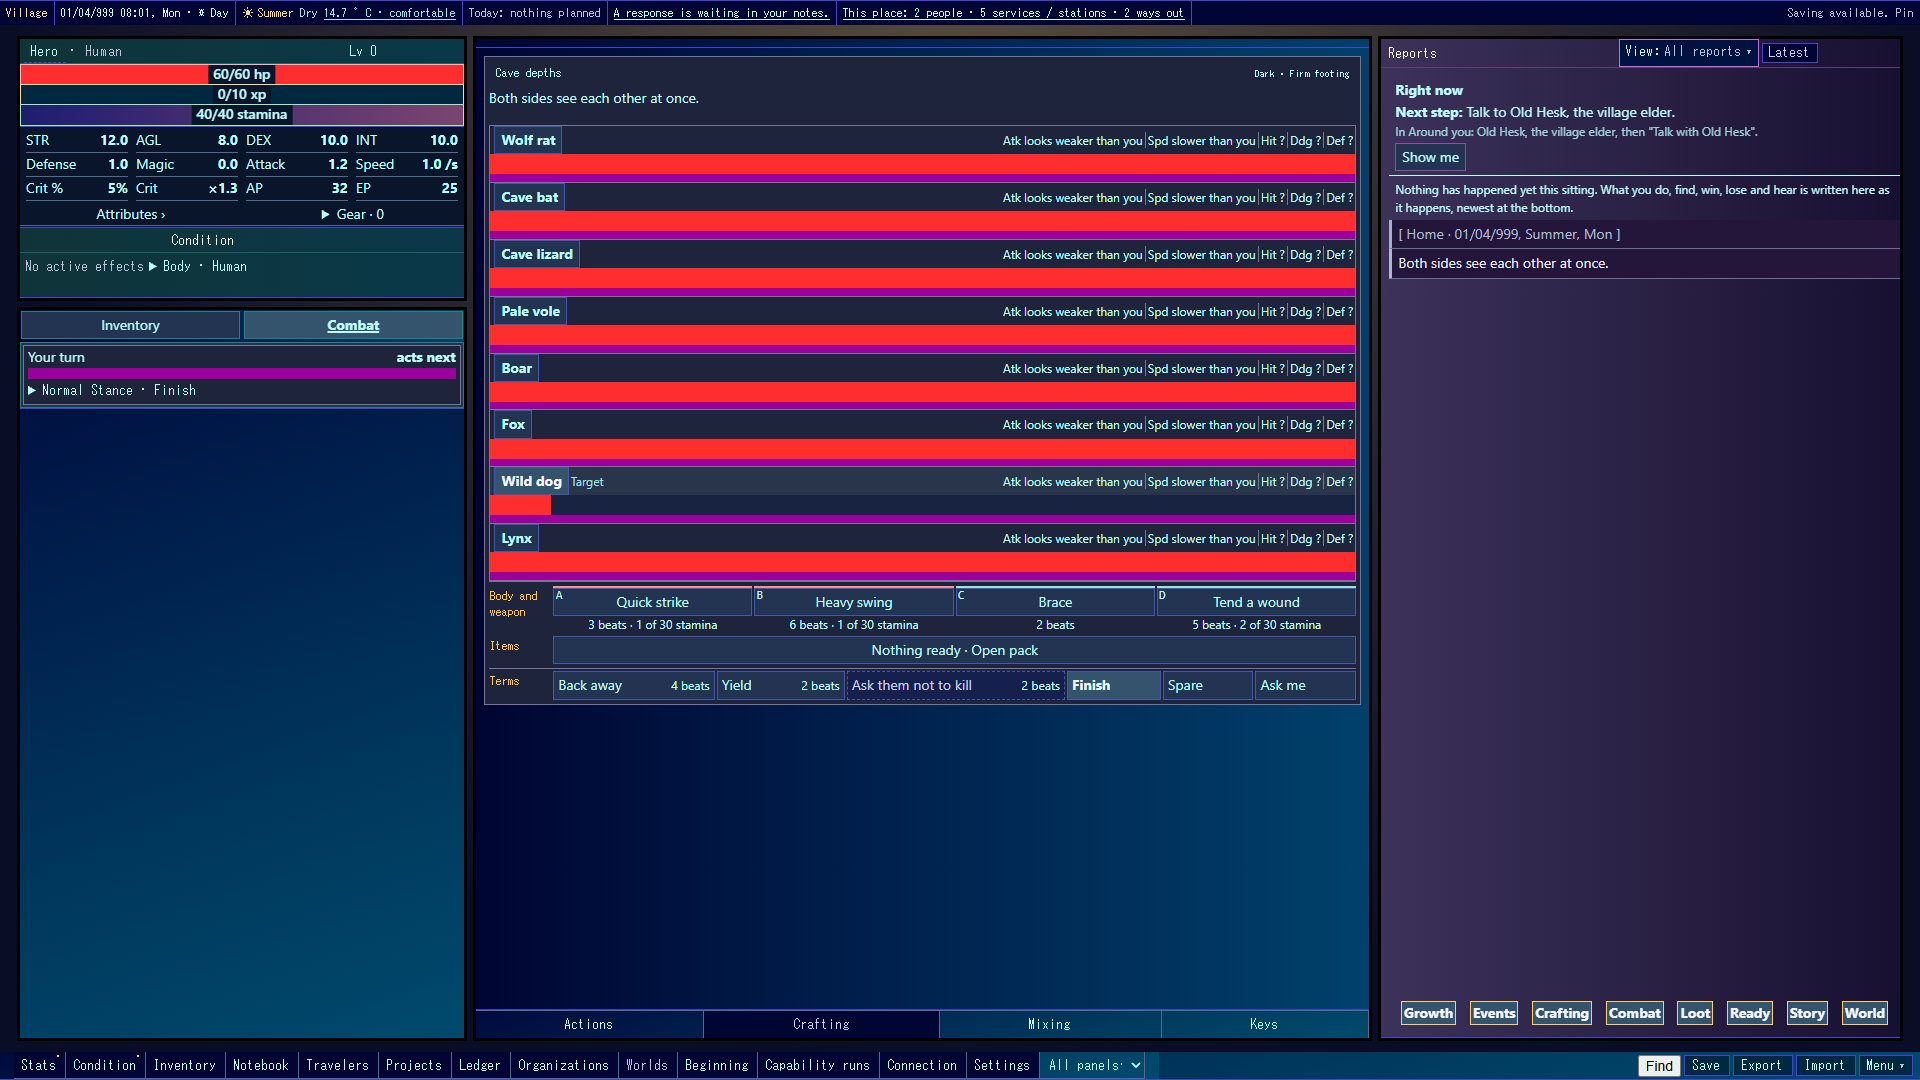 Village 01/04/999 08:01, Mon · ☀ Day ☀ Summer Dry 14.7 ° C · comfortable Today: nothing planned A response is waiting in your notes. This place: 2 people · 5 services / stations · 2 ways out Saving available. Pin
Hero · Human Lv 0
60/60 hp
0/10 xp
40/40 stamina
STR 12.0 AGL 8.0 DEX 10.0 INT 10.0
Defense 1.0 Magic 0.0 Attack 1.2 Speed 1.0 /s
Crit % 5% Crit ×1.3 AP 32 EP 25
Attributes › ▶ Gear · 0
Condition
No active effects ▶ Body · Human
Inventory Combat
Your turn acts next
▶ Normal Stance · Finish
Cave depths Dark · Firm footing
Both sides see each other at once.
Wolf rat Atk looks weaker than you Spd slower than you Hit ? Ddg ? Def ?
Cave bat Atk looks weaker than you Spd slower than you Hit ? Ddg ? Def ?
Cave lizard Atk looks weaker than you Spd slower than you Hit ? Ddg ? Def ?
Pale vole Atk looks weaker than you Spd slower than you Hit ? Ddg ? Def ?
Boar Atk looks weaker than you Spd slower than you Hit ? Ddg ? Def ?
Fox Atk looks weaker than you Spd slower than you Hit ? Ddg ? Def ?
Wild dog Target Atk looks weaker than you Spd slower than you Hit ? Ddg ? Def ?
Lynx Atk looks weaker than you Spd slower than you Hit ? Ddg ? Def ?
Body and weapon
A Quick strike B Heavy swing C Brace D Tend a wound
3 beats · 1 of 30 stamina 6 beats · 1 of 30 stamina 2 beats 5 beats · 2 of 30 stamina
Items Nothing ready · Open pack
Terms Back away 4 beats Yield 2 beats Ask them not to kill 2 beats Finish Spare Ask me
Actions Crafting Mixing Keys
Reports View: All reports ▾ Latest
Right now
Next step: Talk to Old Hesk, the village elder.
In Around you: Old Hesk, the village elder, then "Talk with Old Hesk".
Show me
Nothing has happened yet this sitting. What you do, find, win, lose and hear is written here as
it happens, newest at the bottom.
[ Home · 01/04/999, Summer, Mon ]
Both sides see each other at once.
Growth Events Crafting Combat Loot Ready Story World
Stats Condition Inventory Notebook Travelers Projects Ledger Organizations Worlds Beginning Capability runs Connection Settings All panels Find Save Export Import Menu ▾